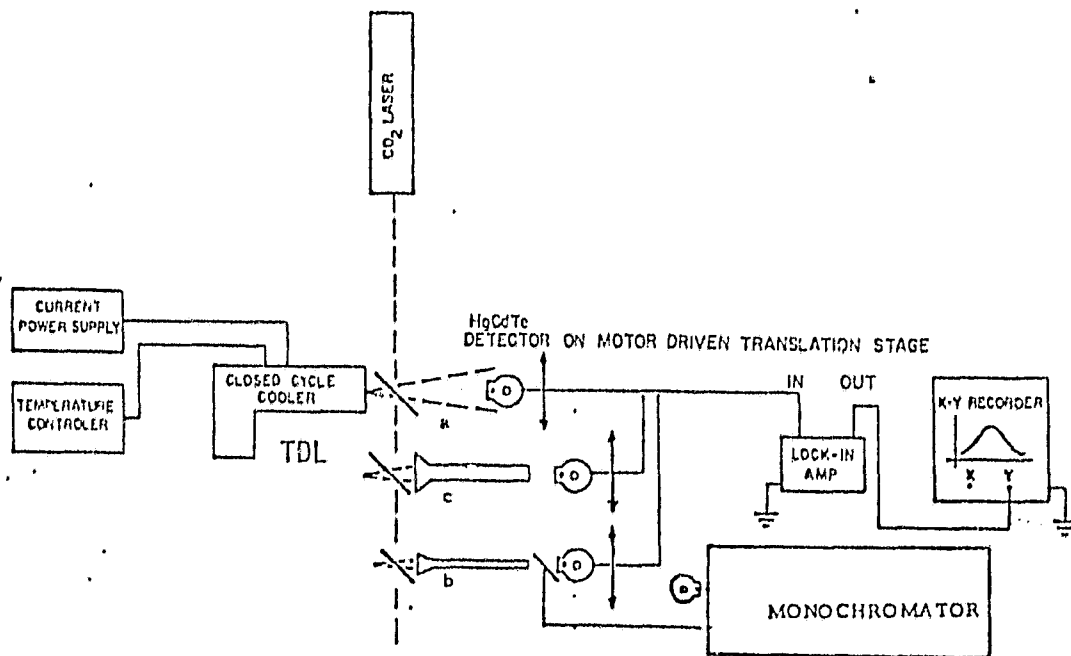 CO2 LASER
CURRENT
POWER SUPPLY
TEMPERATURE
CONTROLER
CLOSED CYCLE
COOLER
TDL
HgCdTe
DETECTOR ON MOTOR DRIVEN TRANSLATION STAGE
D
a
c
D
b
D
IN OUT
LOCK-IN
AMP
X-Y RECORDER
X Y
D
MONOCHROMATOR